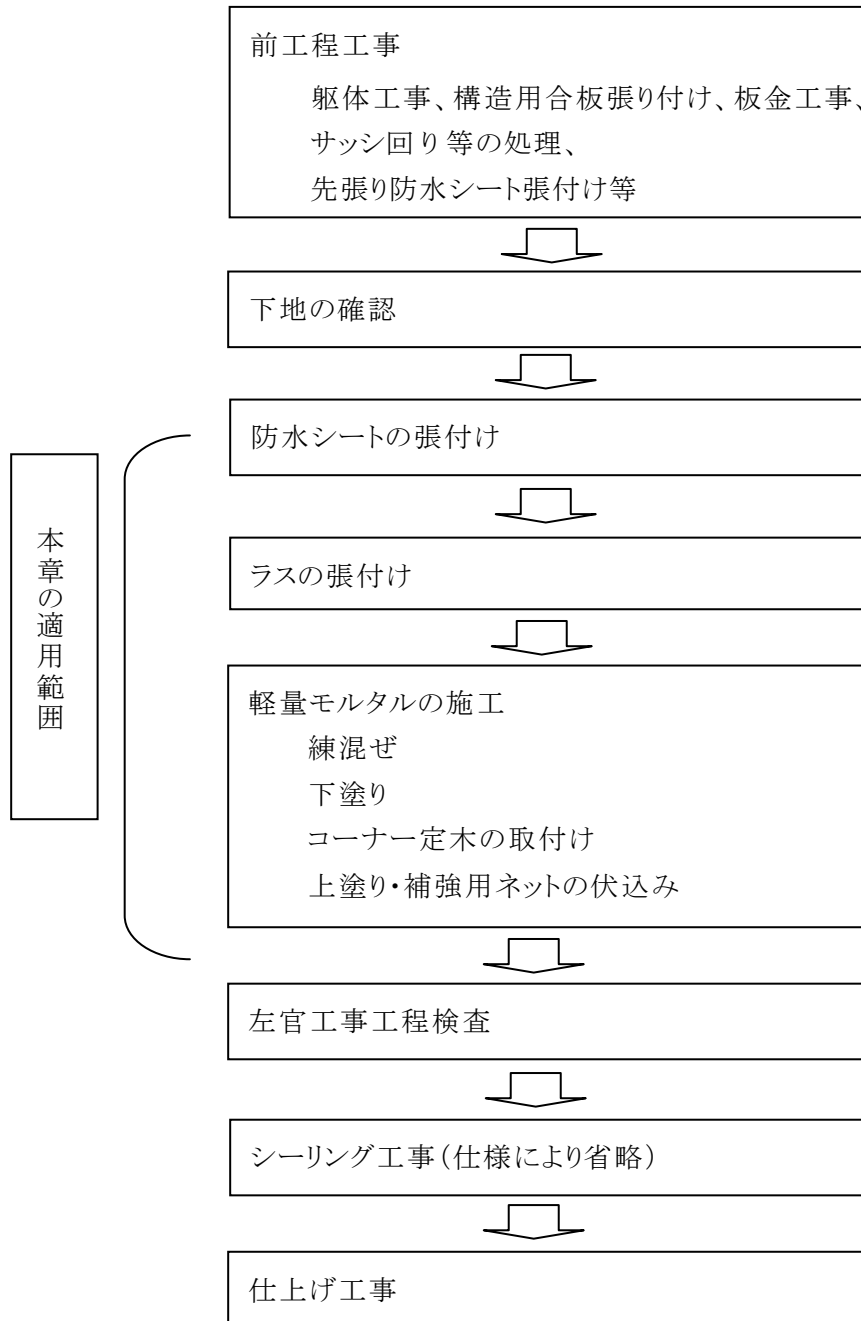 前工程工事
躯体工事、構造用合板張り付け、板金工事、
サッシ回り等の処理、
先張り防水シート張付け等
下地の確認
防水シートの張付け
本章の適用範囲
ラスの張付け
軽量モルタルの施工
練混ぜ
下塗り
コーナー定木の取付け
上塗り・補強用ネットの伏込み
左官工事工程検査
シーリング工事(仕様により省略)
仕上げ工事